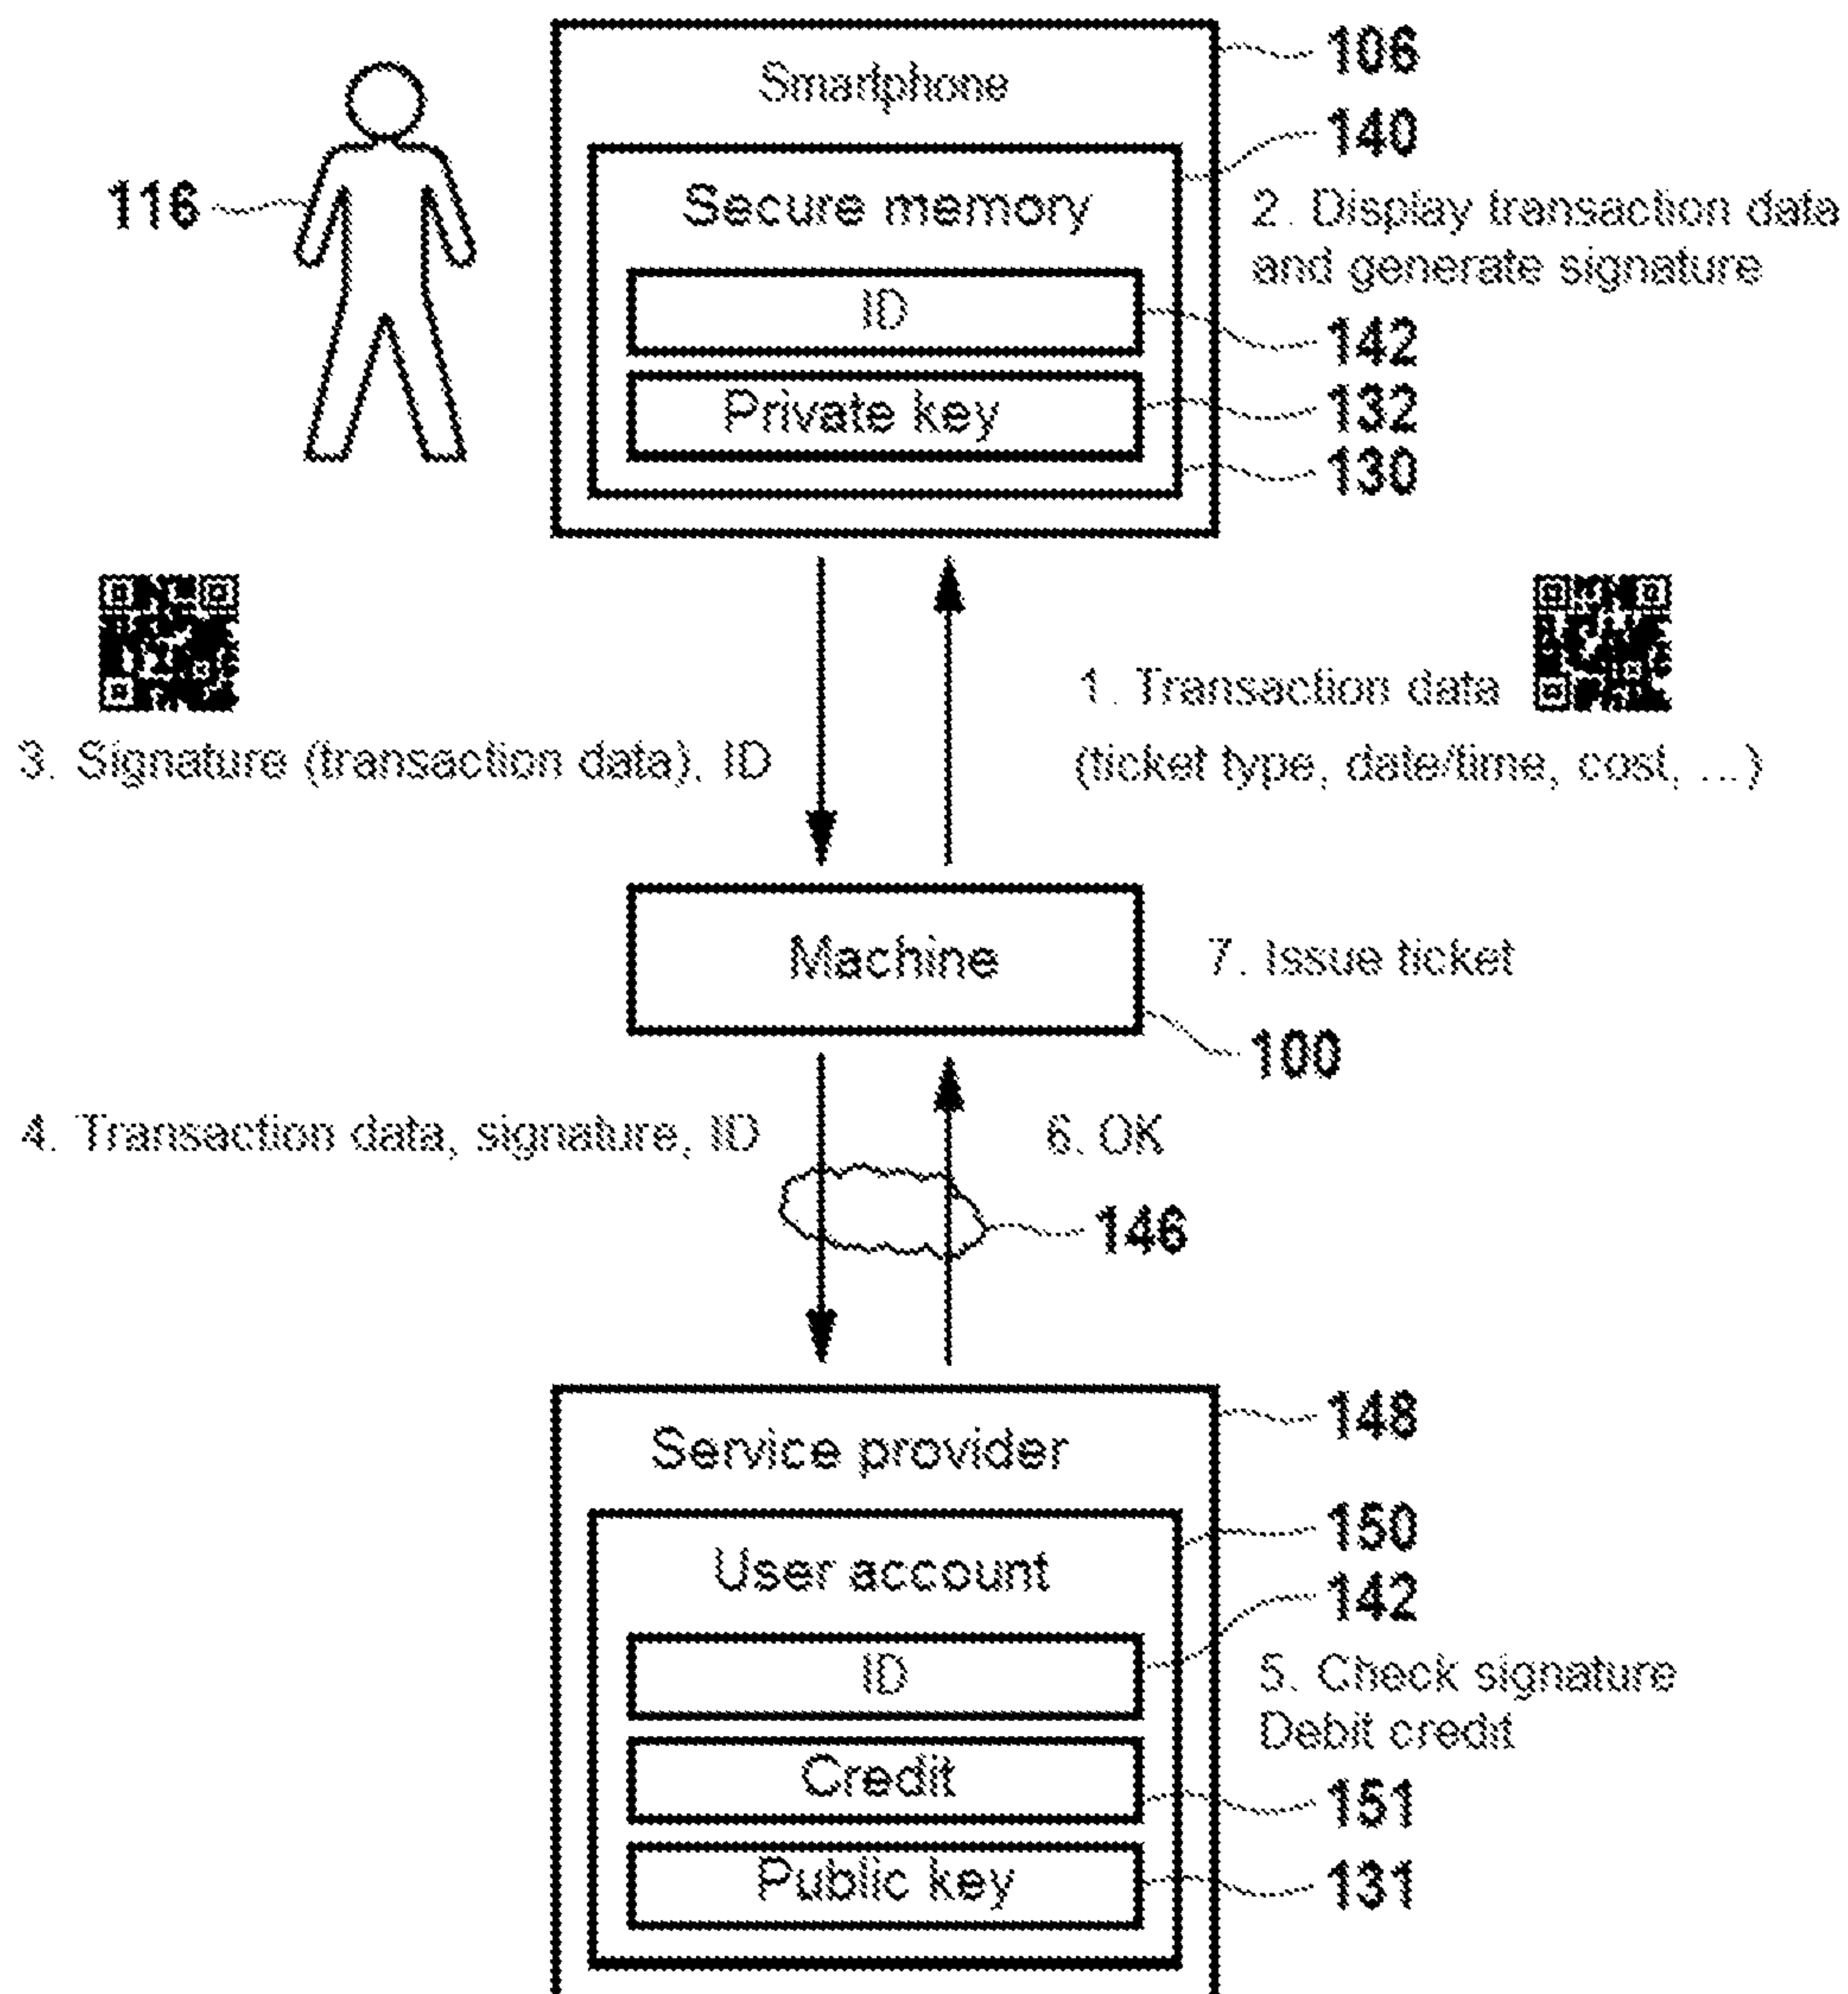 106
Smartphone
140
116
Secure memory
2. Display transaction data
and generate signature
ID
142
Private key
132
130
1. Transaction data
3. Signature (transaction data), ID
(ticket type, date/time, cost, ...)
Machine
7. Issue ticket
100
4. Transaction data, signature, ID
6. OK
146
148
Service provider
150
User account
142
ID
5. Check signature
Debit credit
Credit
151
Public key
131